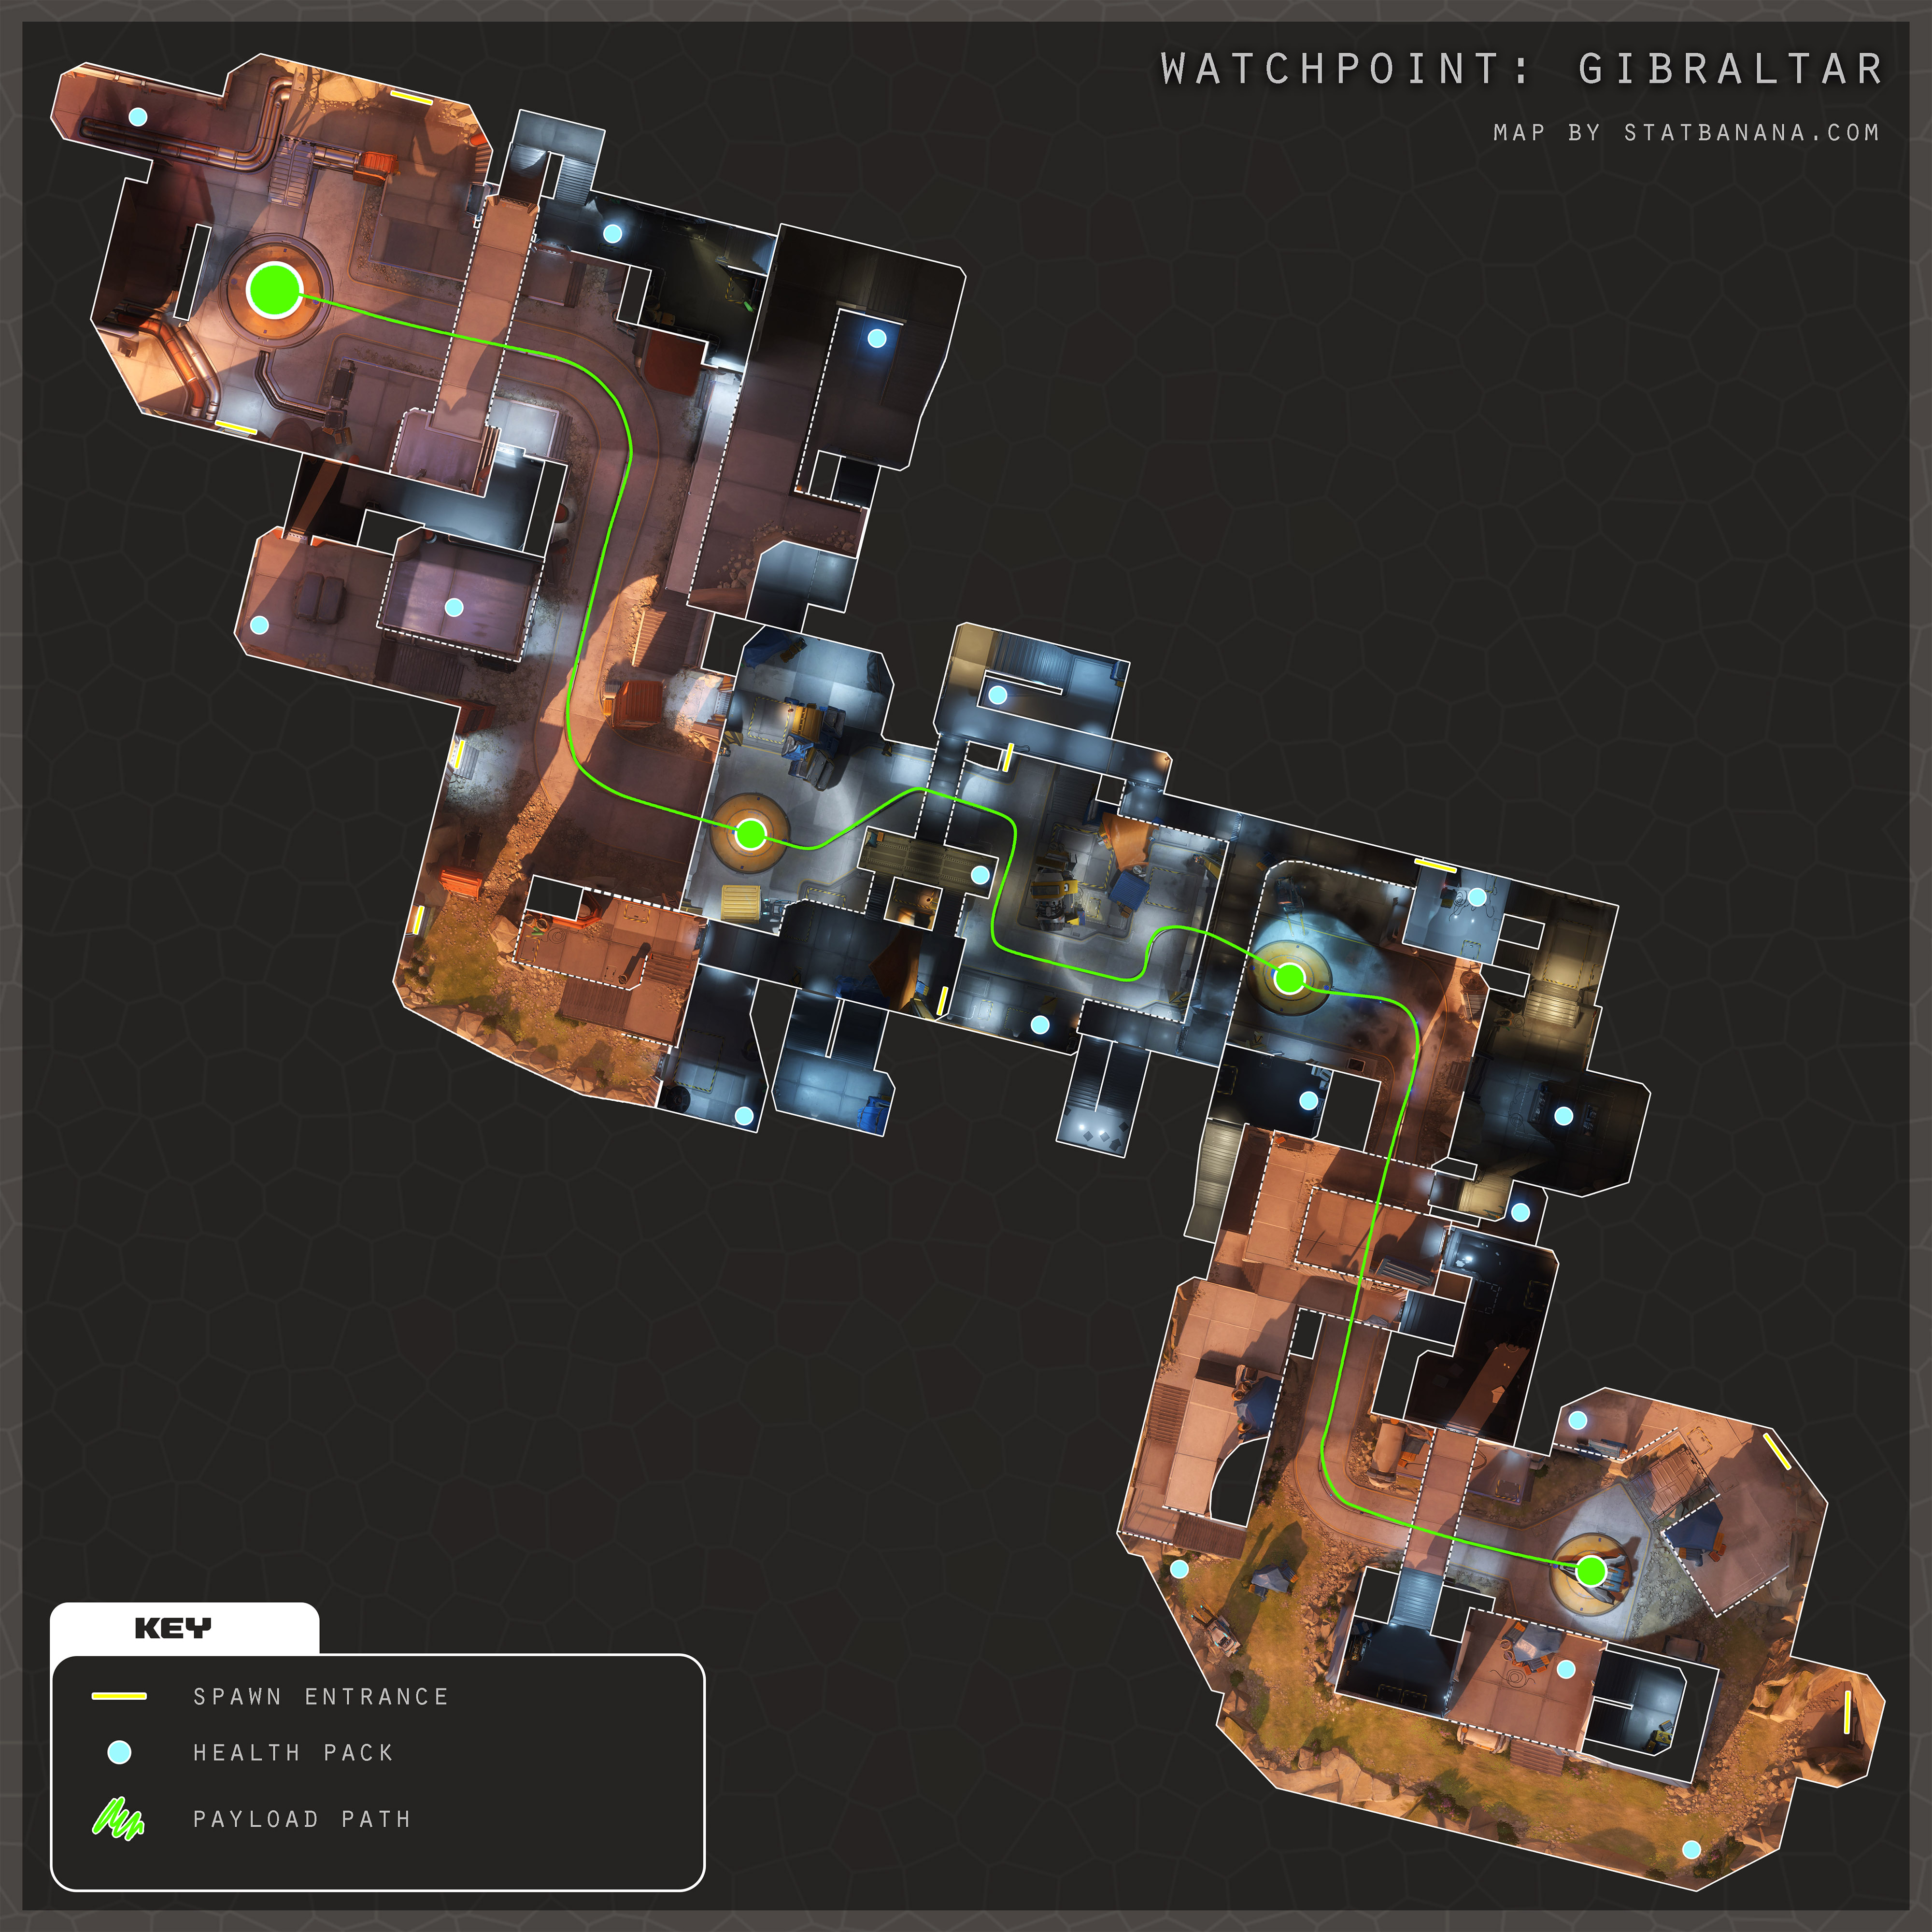 WATCHPOINT: GIBRALTAR
MAP BY STATBANANA.COM
KEY
SPAWN ENTRANCE
HEALTH PACK
PAYLOAD PATH